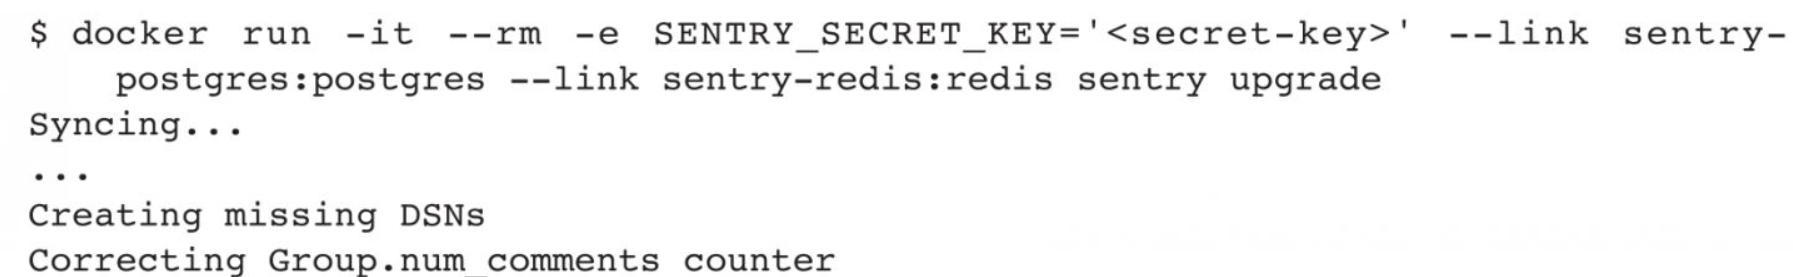 $ docker run -it --rm -e SENTRY_SECRET_KEY='<secret-key>' --link sentry-
postgres:postgres --link sentry-redis:redis sentry upgrade
Syncing...
...
Creating missing DSNs
Correcting Group.num_comments counter